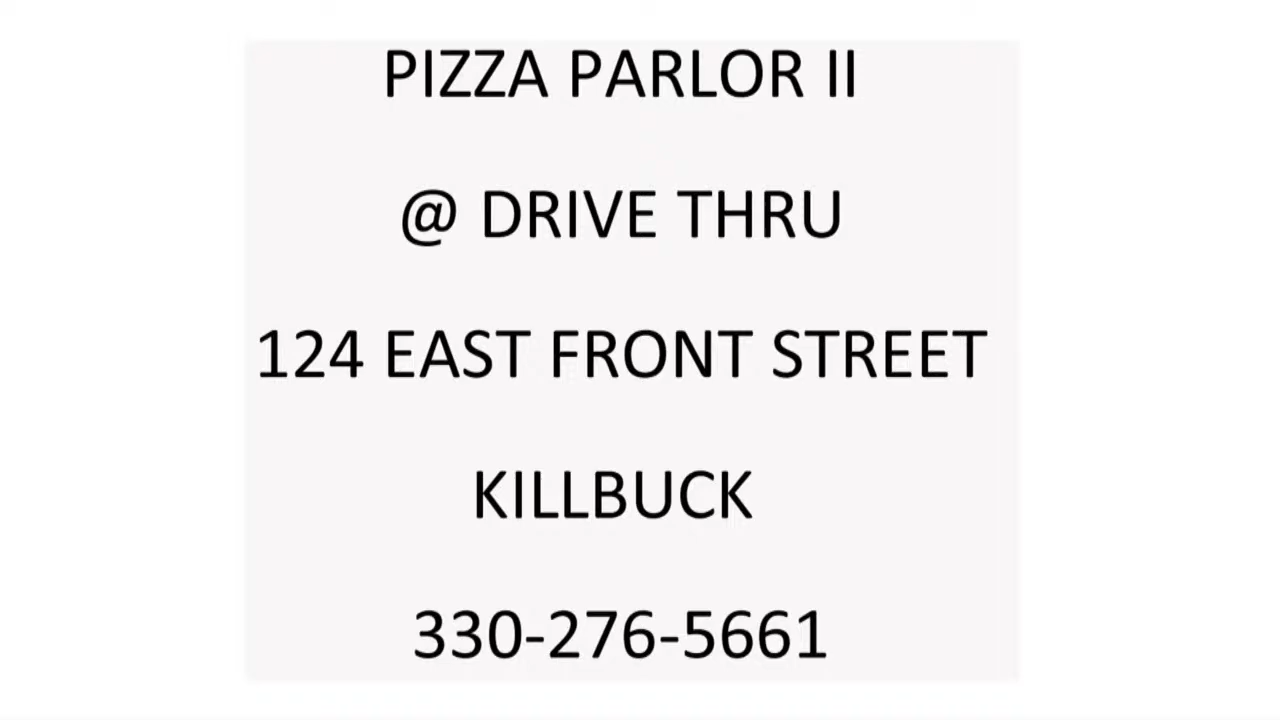 PIZZA PARLOR II
@ DRIVE THRU
124 EAST FRONT STREET
KILLBUCK
330-276-5661